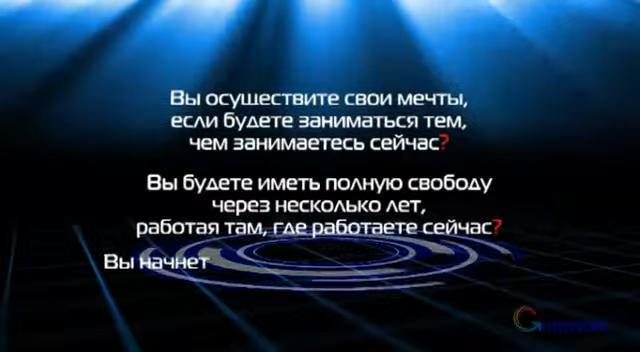 Вы осуществите свои мечты,
если будете заниматься тем,
чем занимаетесь сейчас?
Вы будете иметь полную свободу
через несколько лет,
работая там, где работаете сейчас?
Вы начнет